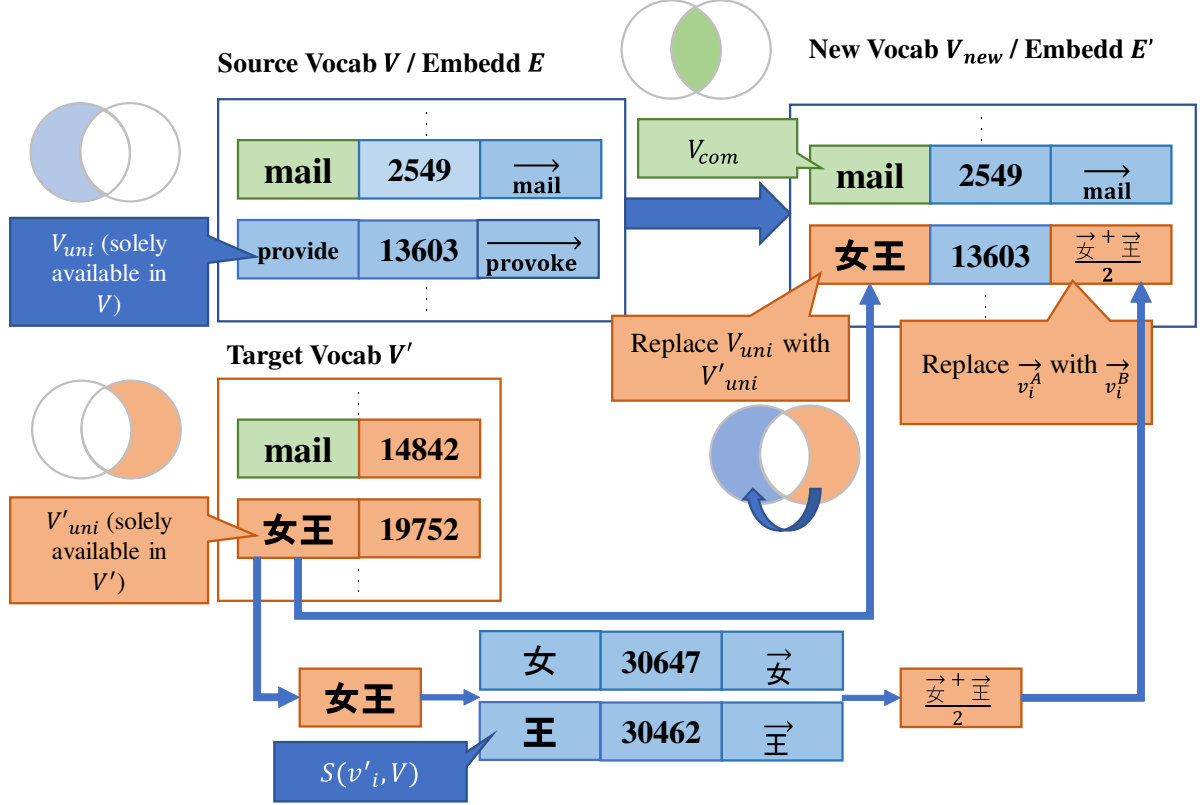 Source Vocab V / Embedd E
New Vocab V_new / Embedd E'
mail 2549 mail
provide 13603 provoke
V_uni (solely
available in
V)
V_com
mail 2549 mail
女王 13603 女 + 王
2
Replace V_uni with
V'_uni
Replace v_i^A with v_i^B
Target Vocab V'
mail 14842
女王 19752
V'_uni (solely
available in
V')
女王
女 30647 女
王 30462 王
女 + 王
2
S(v'_i, V)